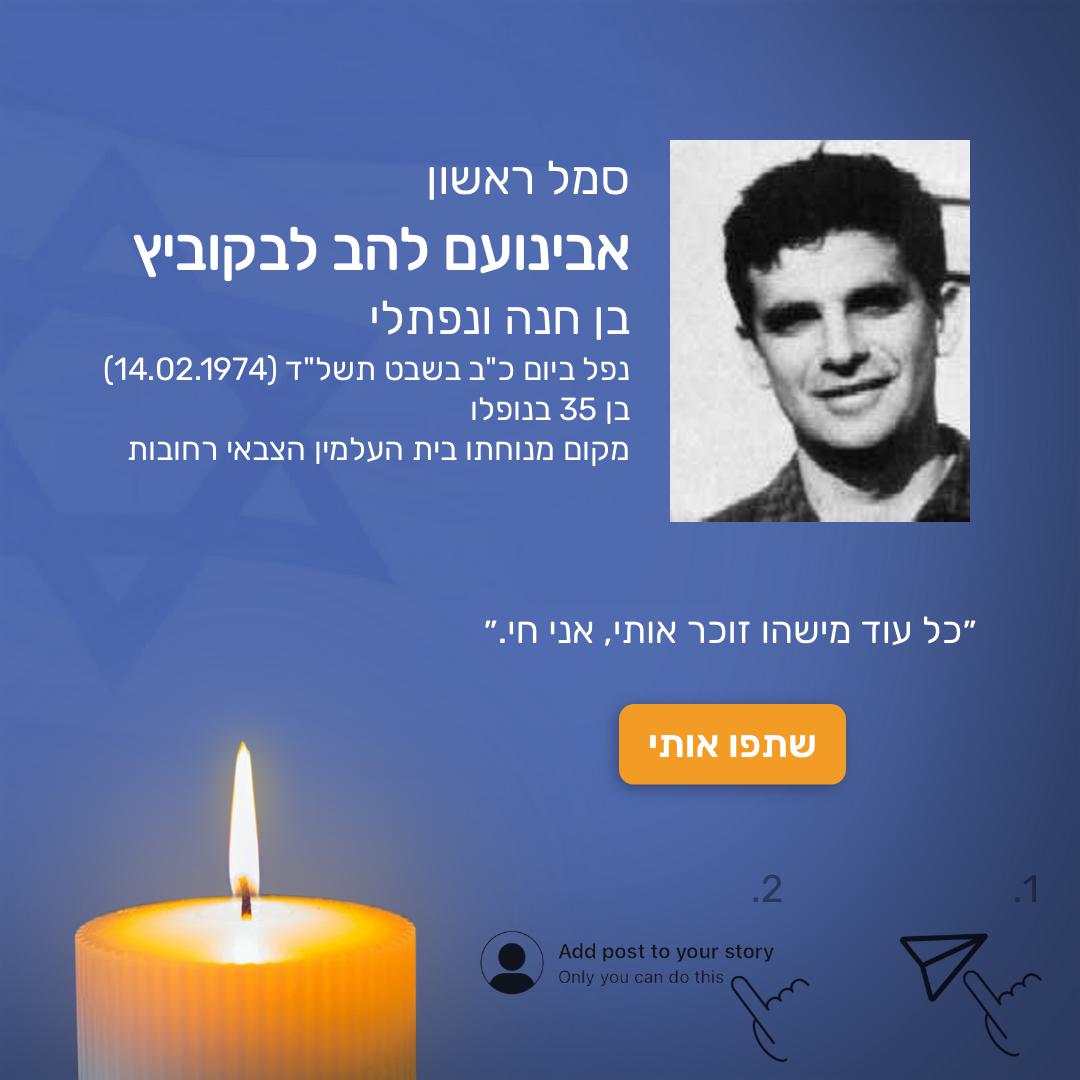 סמל ראשון
אבינועם להב לבקוביץ
בן חנה ונפתלי
נפל ביום כ"ב בשבט תשל"ד (14.02.1974)
בן 35 בנופלו
מקום מנוחתו בית העלמין הצבאי רחובות
״כל עוד מישהו זוכר אותי, אני חי.״
שתפו אותי
1.
2.
Add post to your story
Only you can do this